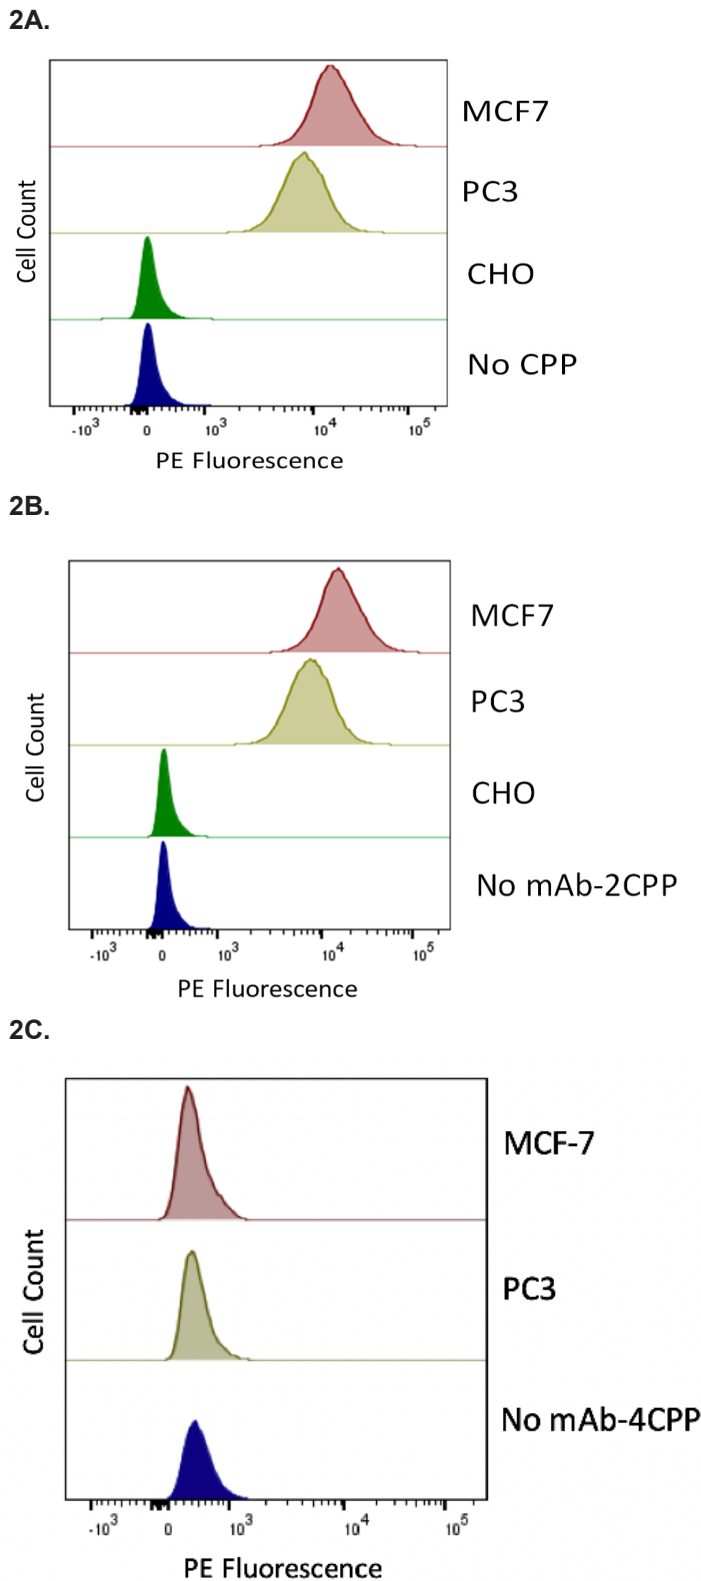 2A.
MCF7
PC3
CHO
No CPP
Cell Count
-10³ 0 10³ 10⁴ 10⁵
PE Fluorescence
2B.
MCF7
PC3
CHO
No mAb-2CPP
Cell Count
-10³ 0 10³ 10⁴ 10⁵
PE Fluorescence
2C.
MCF-7
PC3
No mAb-4CPP
Cell Count
-10³ 0 10³ 10⁴ 10⁵
PE Fluorescence